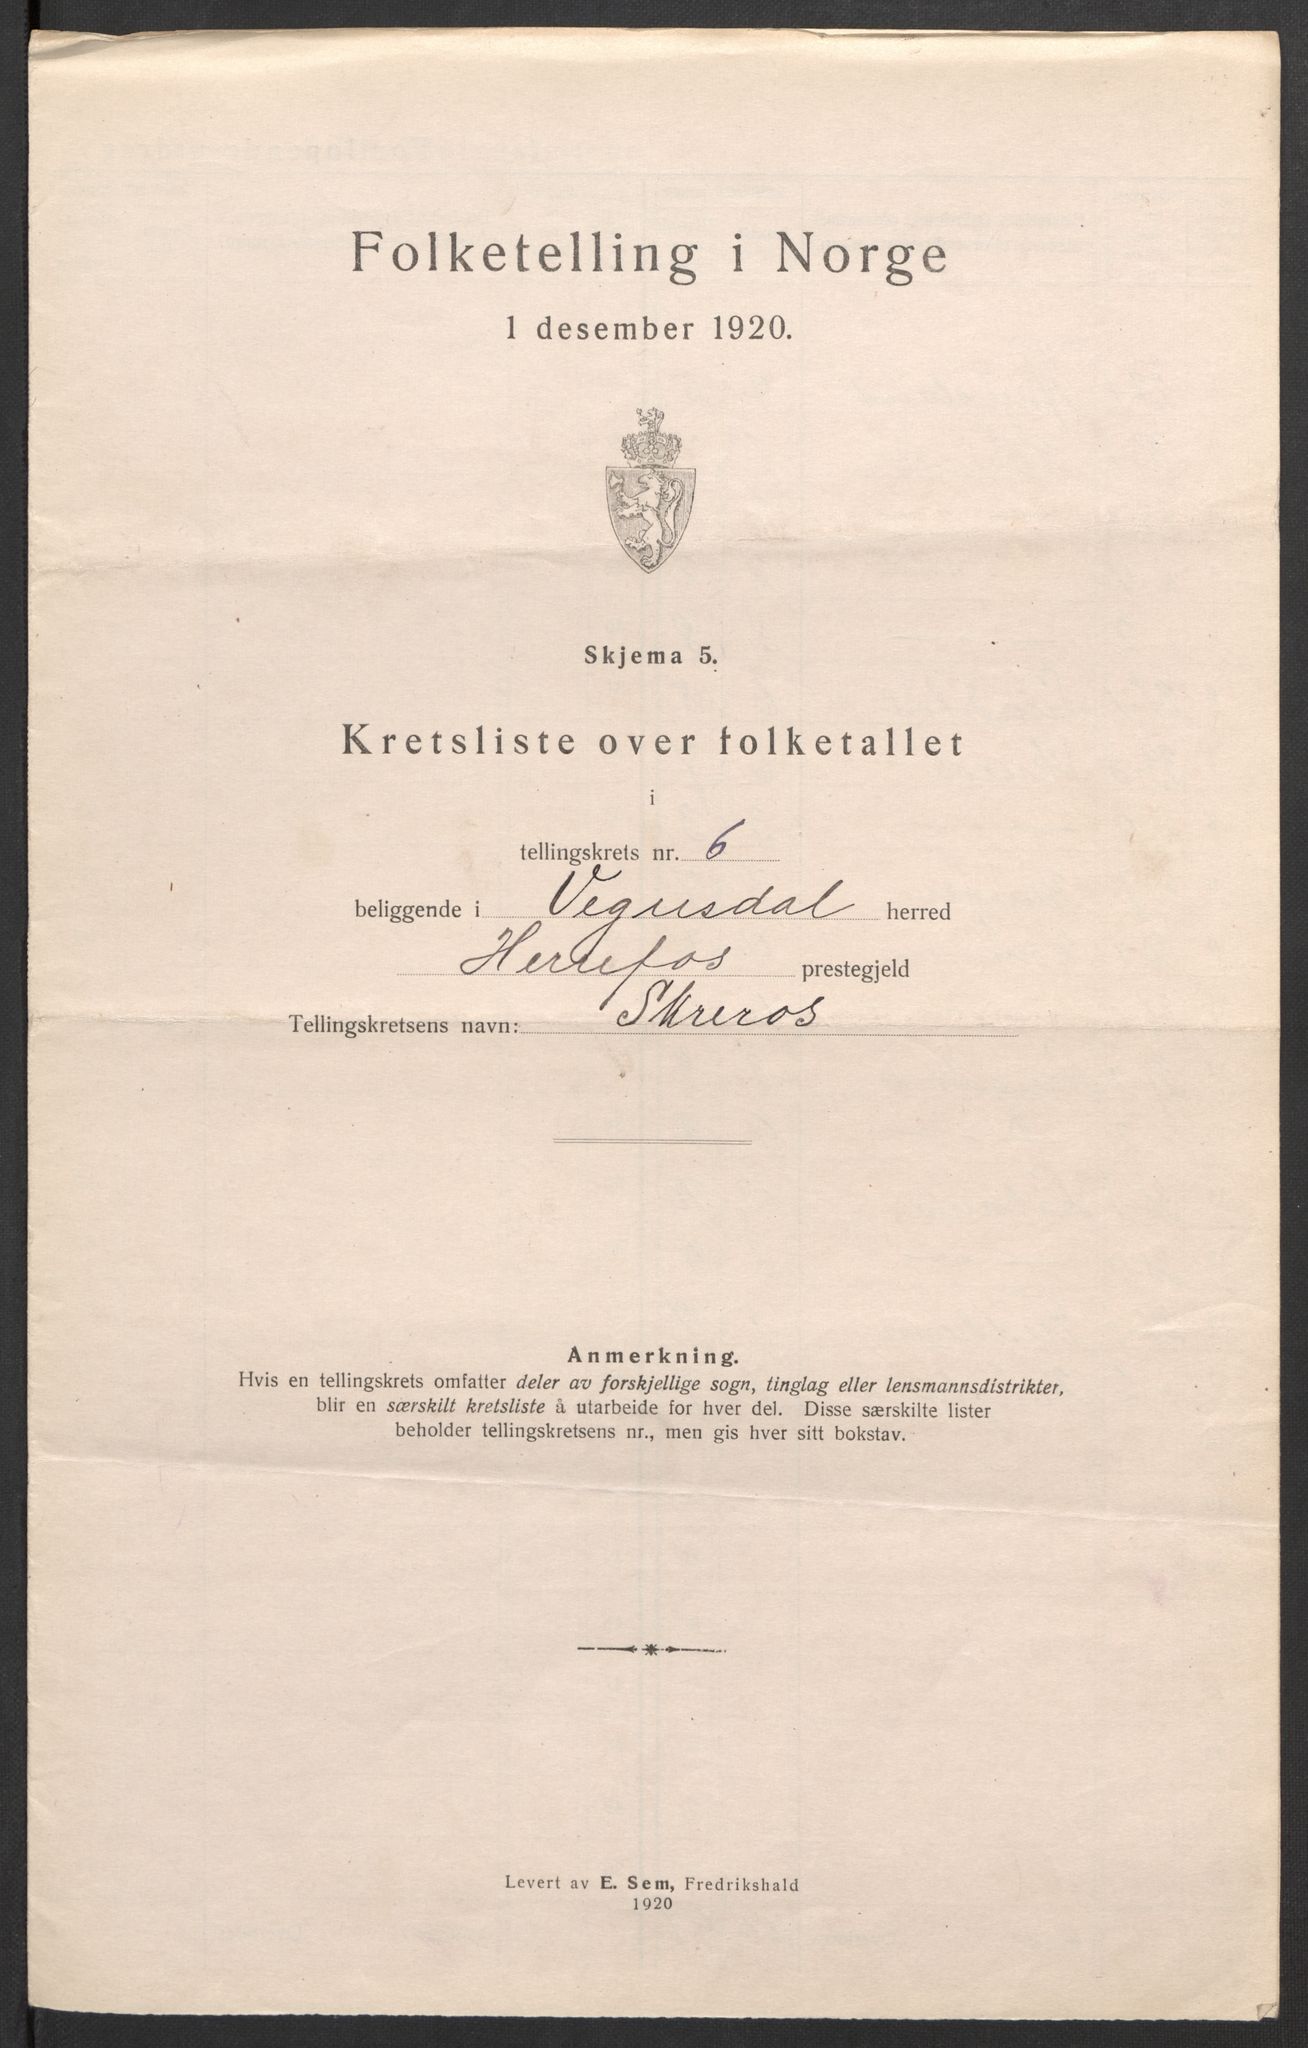 Folketelling i Norge
1 desember 1920.
Skjema 5.
Kretsliste over folketallet
i
tellingskrets nr. 6
beliggende i Vegusdal herred
Herefos prestegjeld
Tellingskretsens navn: Skreros
Anmerkning.
Hvis en tellingskrets omfatter deler av forskjellige sogn, tinglag eller lensmannsdistrikter,
blir en særskilt kretsliste å utarbeide for hver del. Disse særskilte lister
beholder tellingskretsens nr., men gis hver sitt bokstav.
Levert av E. Sem, Fredrikshald
1920